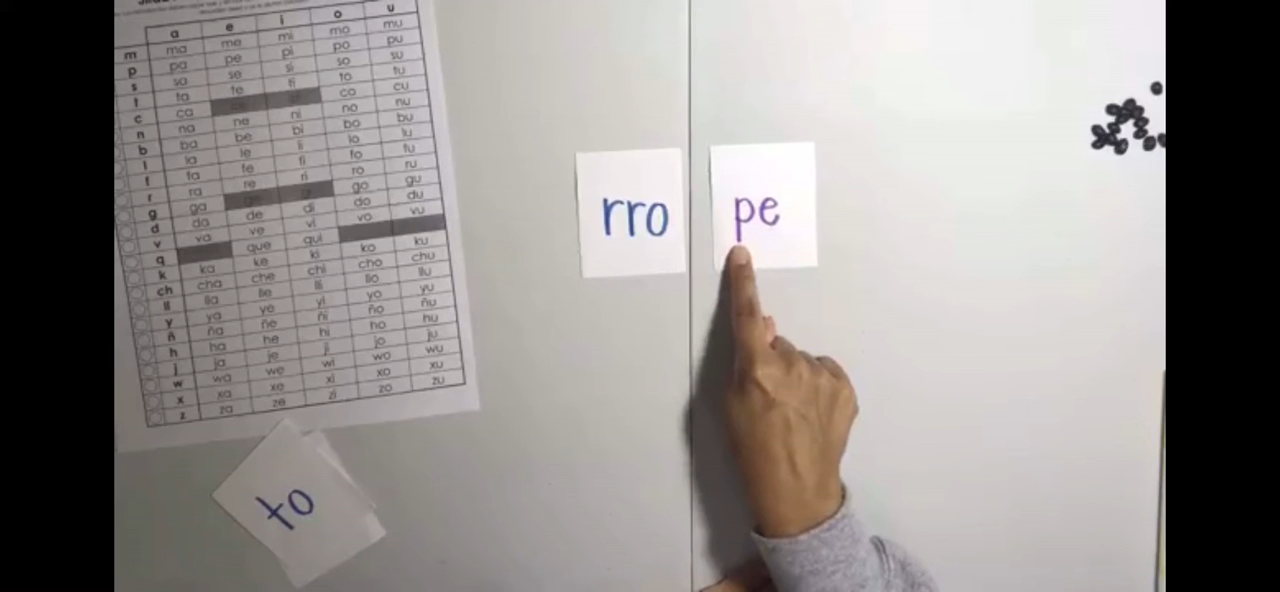 a e i o u
m ma me mi mo mu
p pa pe pi po pu
s sa se si so su
t ta te ti to tu
c ca co cu
n na ne ni no nu
b ba be bi bo bu
l la le li lo lu
f fa fe fi fo fu
r ra re ri ro ru
g ga go gu
d da de di do du
v va ve vi vo vu
q que qui
k ka ke ki ko ku
ch cha che chi cho chu
ll lla lle lli llo llu
y ya ye yi yo yu
ñ ña ñe ñi ño ñu
h ha he hi ho hu
j ja je ji jo ju
w wa we wi wo wu
x xa xe xi xo xu
z za ze zi zo zu
rro pe
to